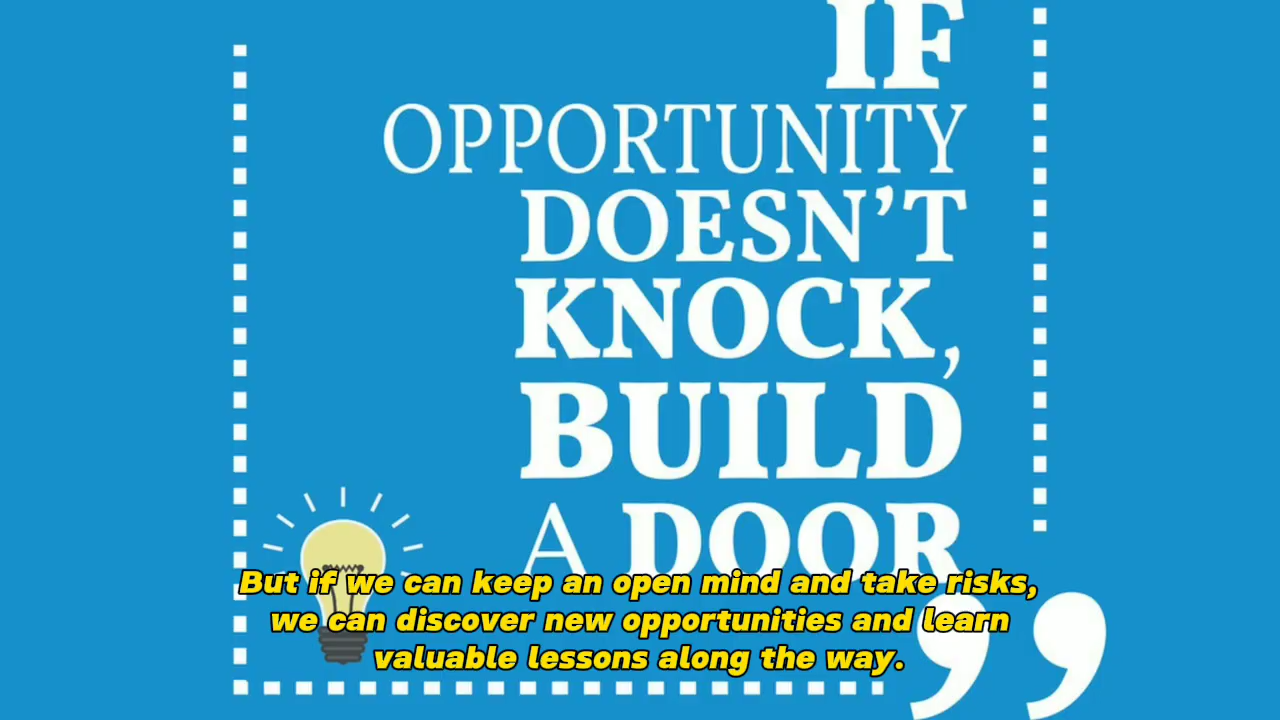 IF
OPPORTUNITY
DOESN’T
KNOCK,
BUILD
A DOOR
But if we can keep an open mind and take risks,
we can discover new opportunities and learn
valuable lessons along the way.
”